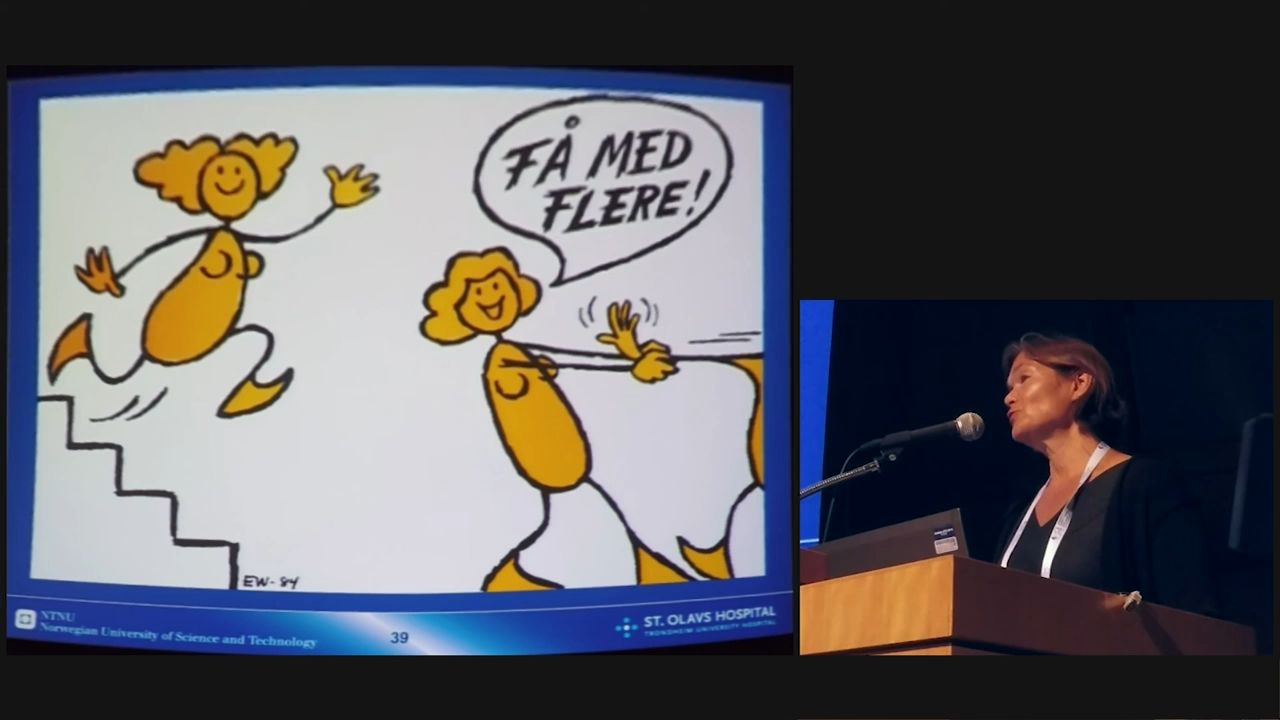 FÅ MED
FLERE!
EW-84
NTNU
Norwegian University of Science and Technology
39
ST. OLAVS HOSPITAL
TRONDHEIM UNIVERSITY HOSPITAL